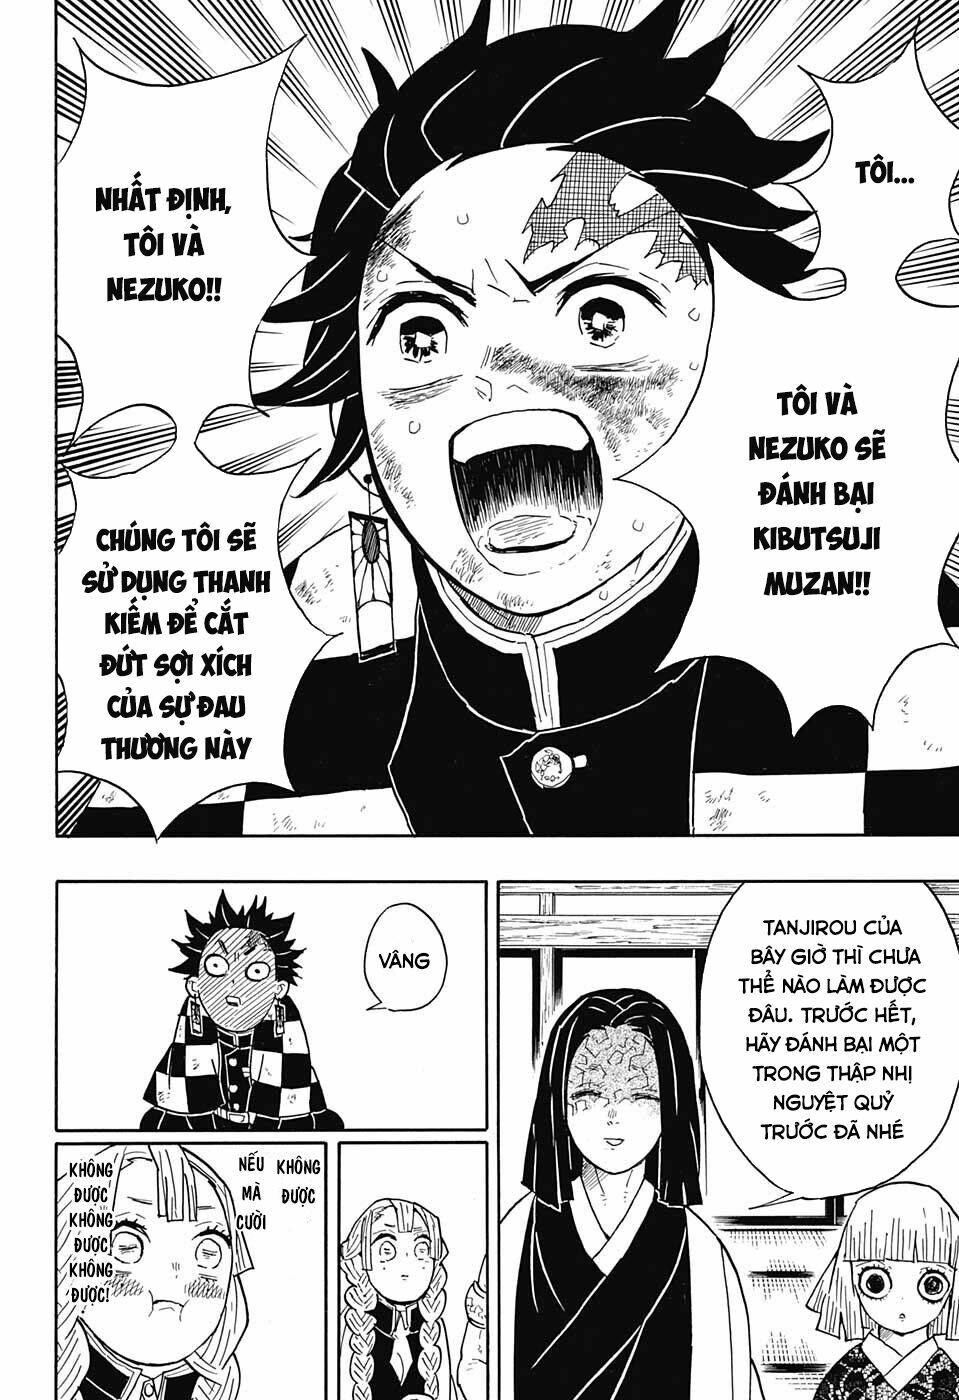 TÔI...
TÔI VÀ
NEZUKO SẼ
ĐÁNH BẠI
KIBUTSUJI
MUZAN!!
NHẤT ĐỊNH,
TÔI VÀ
NEZUKO!!
CHÚNG TÔI SẼ
SỬ DỤNG THANH
KIẾM ĐỂ CẮT
ĐỨT SỢI XÍCH
CỦA SỰ ĐAU
THƯƠNG NÀY
TANJIROU CỦA
BÂY GIỜ THÌ CHƯA
THỂ NÀO LÀM ĐƯỢC
ĐÂU. TRƯỚC HẾT,
HÃY ĐÁNH BẠI MỘT
TRONG THẬP NHỊ
NGUYỆT QUỶ
TRƯỚC ĐÃ NHÉ
VÂNG
KHÔNG
ĐƯỢC
NẾU
MÀ
CƯỜI
KHÔNG
ĐƯỢC
KHÔNG
ĐƯỢC
KHÔNG
ĐƯỢC!